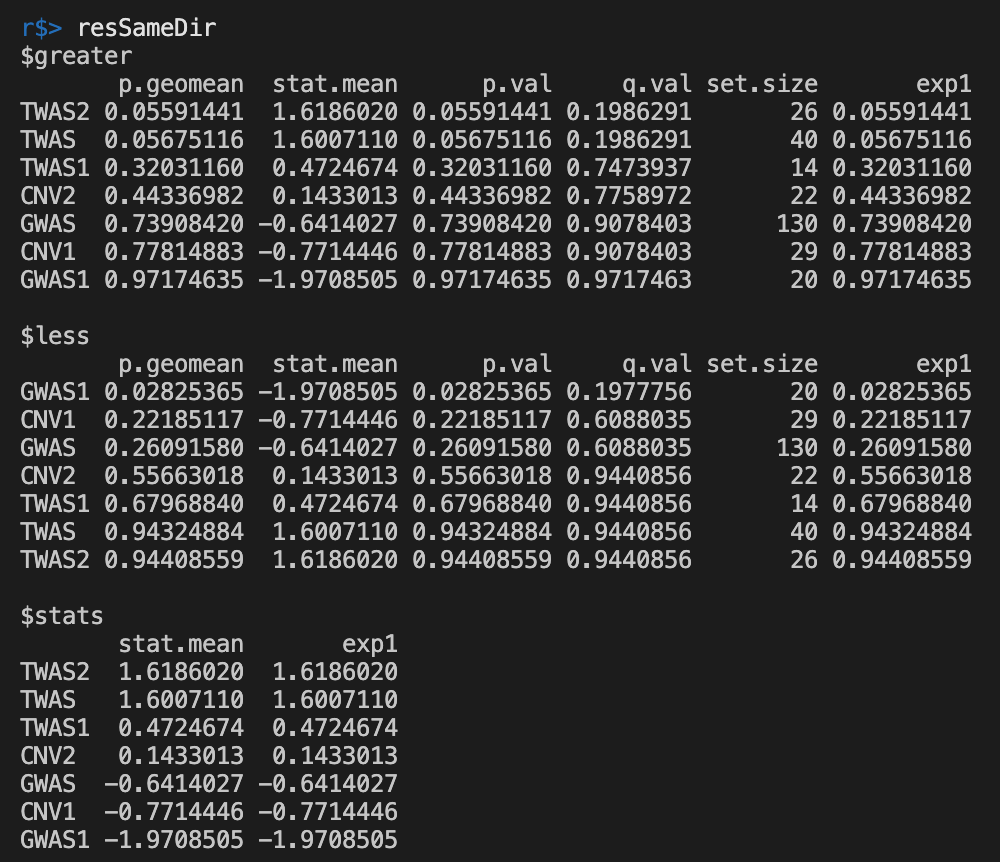 r$> resSameDir
$greater
p.geomean stat.mean p.val q.val set.size exp1
TWAS2 0.05591441 1.6186020 0.05591441 0.1986291 26 0.05591441
TWAS 0.05675116 1.6007110 0.05675116 0.1986291 40 0.05675116
TWAS1 0.32031160 0.4724674 0.32031160 0.7473937 14 0.32031160
CNV2 0.44336982 0.1433013 0.44336982 0.7758972 22 0.44336982
GWAS 0.73908420 -0.6414027 0.73908420 0.9078403 130 0.73908420
CNV1 0.77814883 -0.7714446 0.77814883 0.9078403 29 0.77814883
GWAS1 0.97174635 -1.9708505 0.97174635 0.9717463 20 0.97174635
$less
p.geomean stat.mean p.val q.val set.size exp1
GWAS1 0.02825365 -1.9708505 0.02825365 0.1977756 20 0.02825365
CNV1 0.22185117 -0.7714446 0.22185117 0.6088035 29 0.22185117
GWAS 0.26091580 -0.6414027 0.26091580 0.6088035 130 0.26091580
CNV2 0.55663018 0.1433013 0.55663018 0.9440856 22 0.55663018
TWAS1 0.67968840 0.4724674 0.67968840 0.9440856 14 0.67968840
TWAS 0.94324884 1.6007110 0.94324884 0.9440856 40 0.94324884
TWAS2 0.94408559 1.6186020 0.94408559 0.9440856 26 0.94408559
$stats
stat.mean exp1
TWAS2 1.6186020 1.6186020
TWAS 1.6007110 1.6007110
TWAS1 0.4724674 0.4724674
CNV2 0.1433013 0.1433013
GWAS -0.6414027 -0.6414027
CNV1 -0.7714446 -0.7714446
GWAS1 -1.9708505 -1.9708505